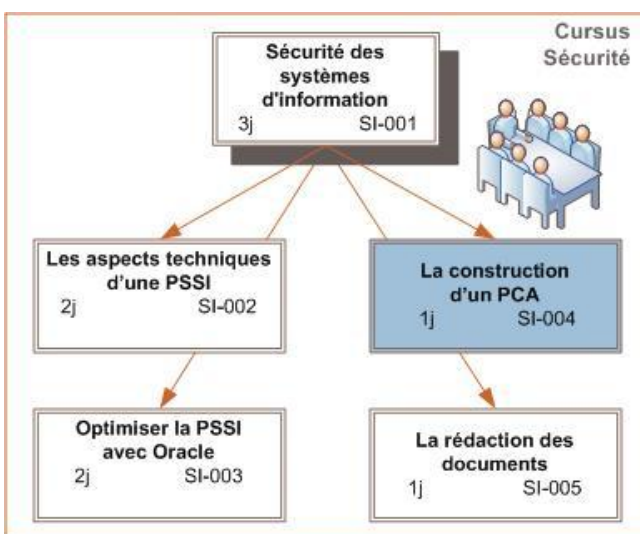 Cursus
Sécurité
Sécurité des
systèmes
d'information
3j SI-001
Les aspects techniques
d’une PSSI
2j SI-002
La construction
d’un PCA
1j SI-004
Optimiser la PSSI
avec Oracle
2j SI-003
La rédaction des
documents
1j SI-005